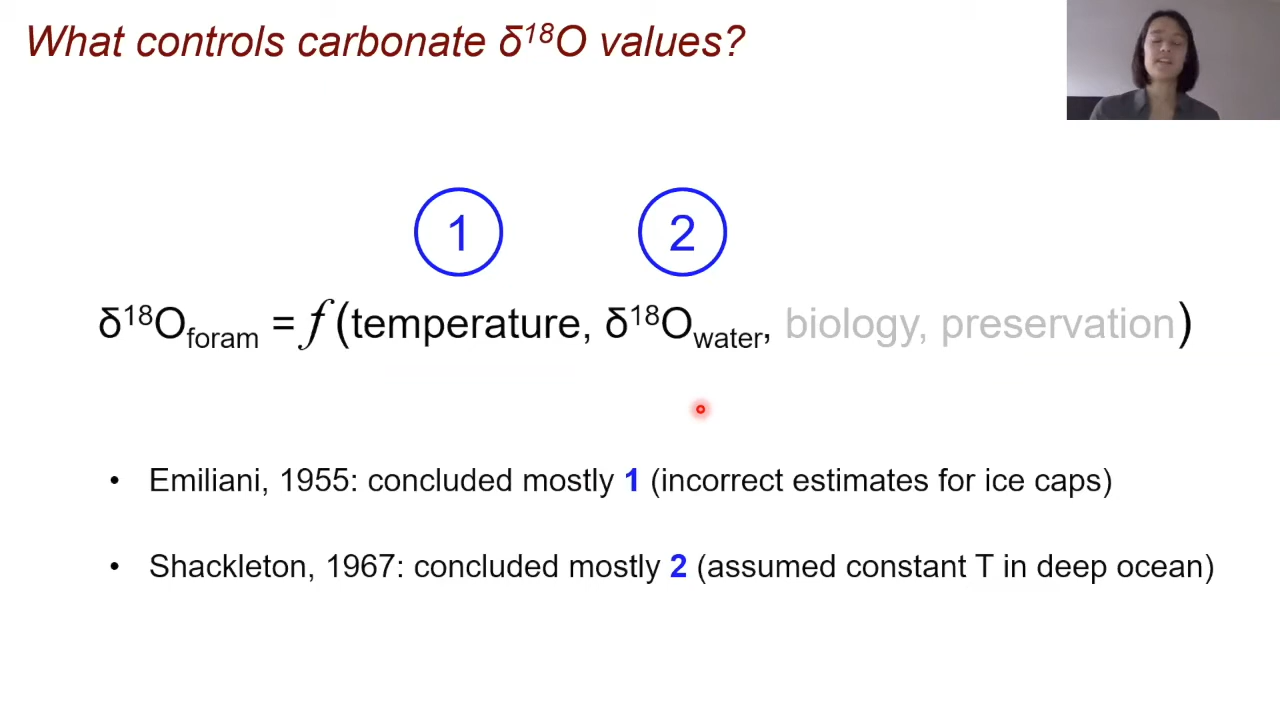 What controls carbonate δ¹⁸O values?
1 2
δ¹⁸Oforam = f (temperature, δ¹⁸Owater, biology, preservation)
• Emiliani, 1955: concluded mostly 1 (incorrect estimates for ice caps)
• Shackleton, 1967: concluded mostly 2 (assumed constant T in deep ocean)